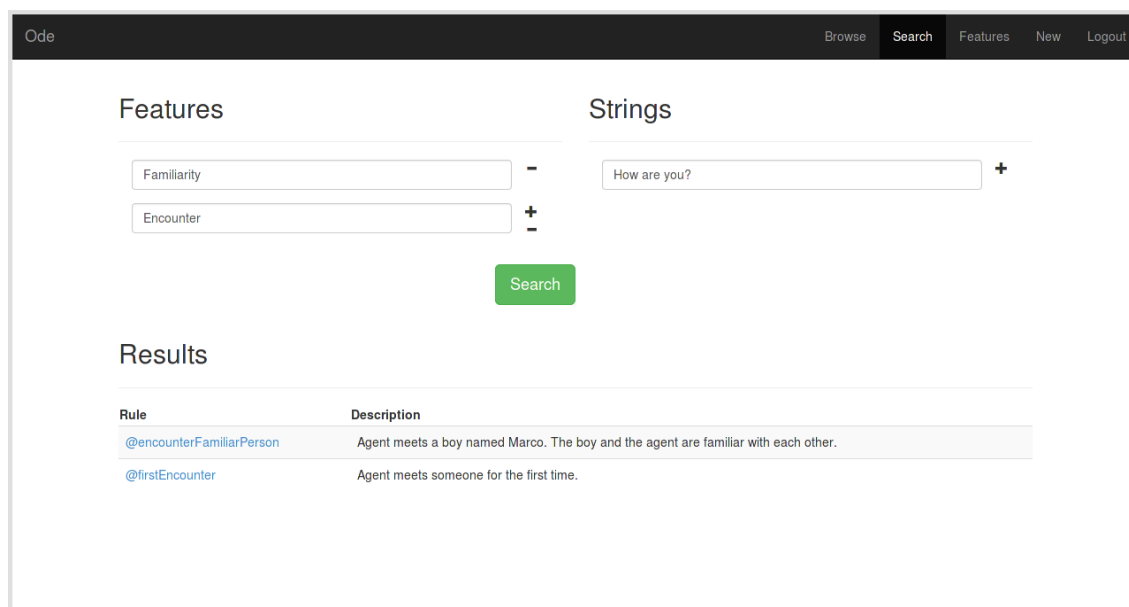 Ode Browse Search Features New Logout
Features
Familiarity
Encounter
Strings
How are you?
Search
Results
Rule Description
@encounterFamiliarPerson Agent meets a boy named Marco. The boy and the agent are familiar with each other.
@firstEncounter Agent meets someone for the first time.